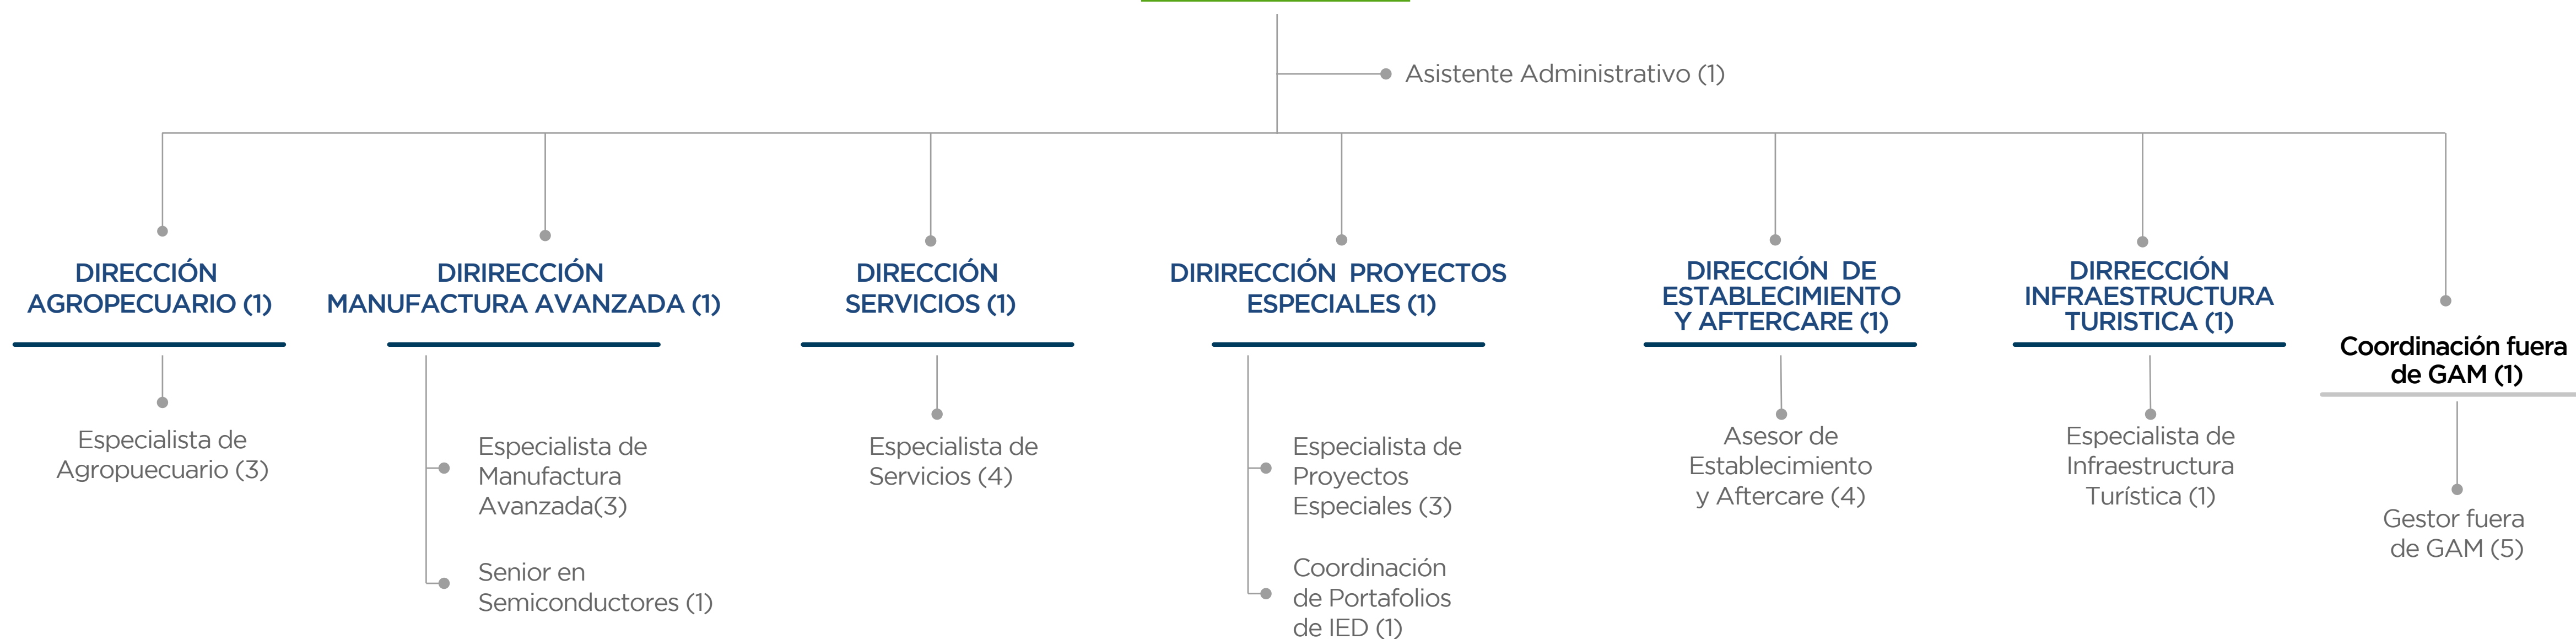 Asistente Administrativo (1)
DIRECCIÓN
AGROPECUARIO (1)
Especialista de
Agropuecuario (3)
DIRIRECCIÓN
MANUFACTURA AVANZADA (1)
Especialista de
Manufactura
Avanzada(3)
Senior en
Semiconductores (1)
DIRECCIÓN
SERVICIOS (1)
Especialista de
Servicios (4)
DIRIRECCIÓN  PROYECTOS
ESPECIALES (1)
Especialista de
Proyectos
Especiales (3)
Coordinación
de Portafolios
de IED (1)
DIRECCIÓN  DE
ESTABLECIMIENTO
Y AFTERCARE (1)
Asesor de
Establecimiento
y Aftercare (4)
DIRRECCIÓN
INFRAESTRUCTURA
TURISTICA (1)
Especialista de
Infraestructura
Turística (1)
Coordinación fuera
de GAM (1)
Gestor fuera
de GAM (5)